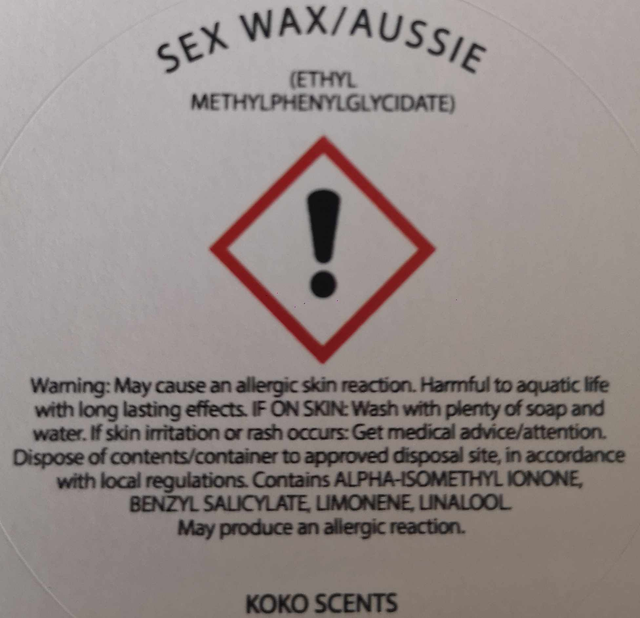 SEX WAX/AUSSIE
(ETHYL
METHYLPHENYLGLYCIDATE)
Warning: May cause an allergic skin reaction. Harmful to aquatic life
with long lasting effects. IF ON SKIN: Wash with plenty of soap and
water. If skin irritation or rash occurs: Get medical advice/attention.
Dispose of contents/container to approved disposal site, in accordance
with local regulations. Contains ALPHA-ISOMETHYL IONONE,
BENZYL SALICYLATE, LIMONENE, LINALOOL.
May produce an allergic reaction.
KOKO SCENTS